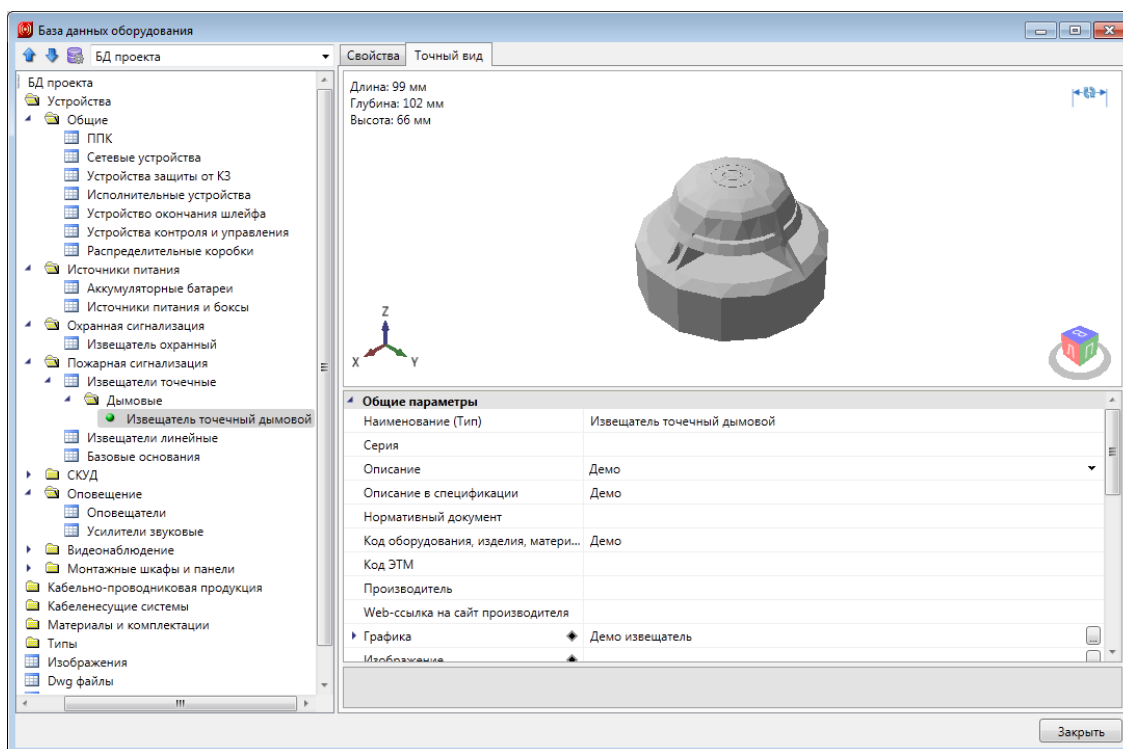 База данных оборудования
БД проекта
БД проекта
Устройства
Общие
ППК
Сетевые устройства
Устройства защиты от КЗ
Исполнительные устройства
Устройство окончания шлейфа
Устройства контроля и управления
Распределительные коробки
Источники питания
Аккумуляторные батареи
Источники питания и боксы
Охранная сигнализация
Извещатель охранный
Пожарная сигнализация
Извещатели точечные
Дымовые
Извещатель точечный дымовой
Извещатели линейные
Базовые основания
СКУД
Оповещение
Оповещатели
Усилители звуковые
Видеонаблюдение
Монтажные шкафы и панели
Кабельно-проводниковая продукция
Кабеленесущие системы
Материалы и комплектации
Типы
Изображения
Dwg файлы
Свойства Точный вид
Длина: 99 мм
Глубина: 102 мм
Высота: 66 мм
Z
X Y
В
Л П
Общие параметры
Наименование (Тип) Извещатель точечный дымовой
Серия
Описание Демо
Описание в спецификации Демо
Нормативный документ
Код оборудования, изделия, матери... Демо
Код ЭТМ
Производитель
Web-ссылка на сайт производителя
Графика Демо извещатель
...
Изображение
Закрыть